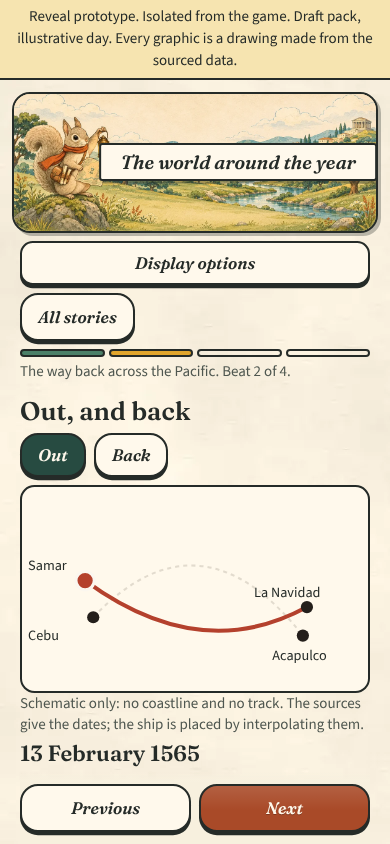 Reveal prototype. Isolated from the game. Draft pack,
illustrative day. Every graphic is a drawing made from the
sourced data.
The world around the year
Display options
All stories
The way back across the Pacific. Beat 2 of 4.
Out, and back
Out
Back
Samar
La Navidad
Cebu
Acapulco
Schematic only: no coastline and no track. The sources
give the dates; the ship is placed by interpolating them.
13 February 1565
Previous
Next